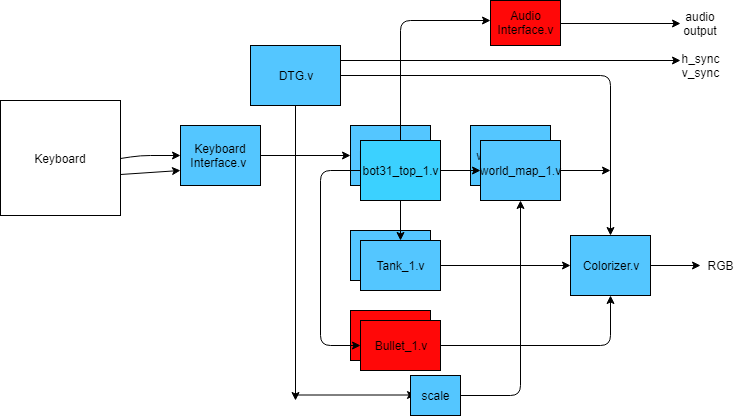 Audio
Interface.v
audio
output
h_sync
v_sync
DTG.v
Keyboard
Keyboard
Interface.v
bot31_top_1.v
world_map_1.v
Tank_1.v
Colorizer.v
RGB
Bullet_1.v
scale